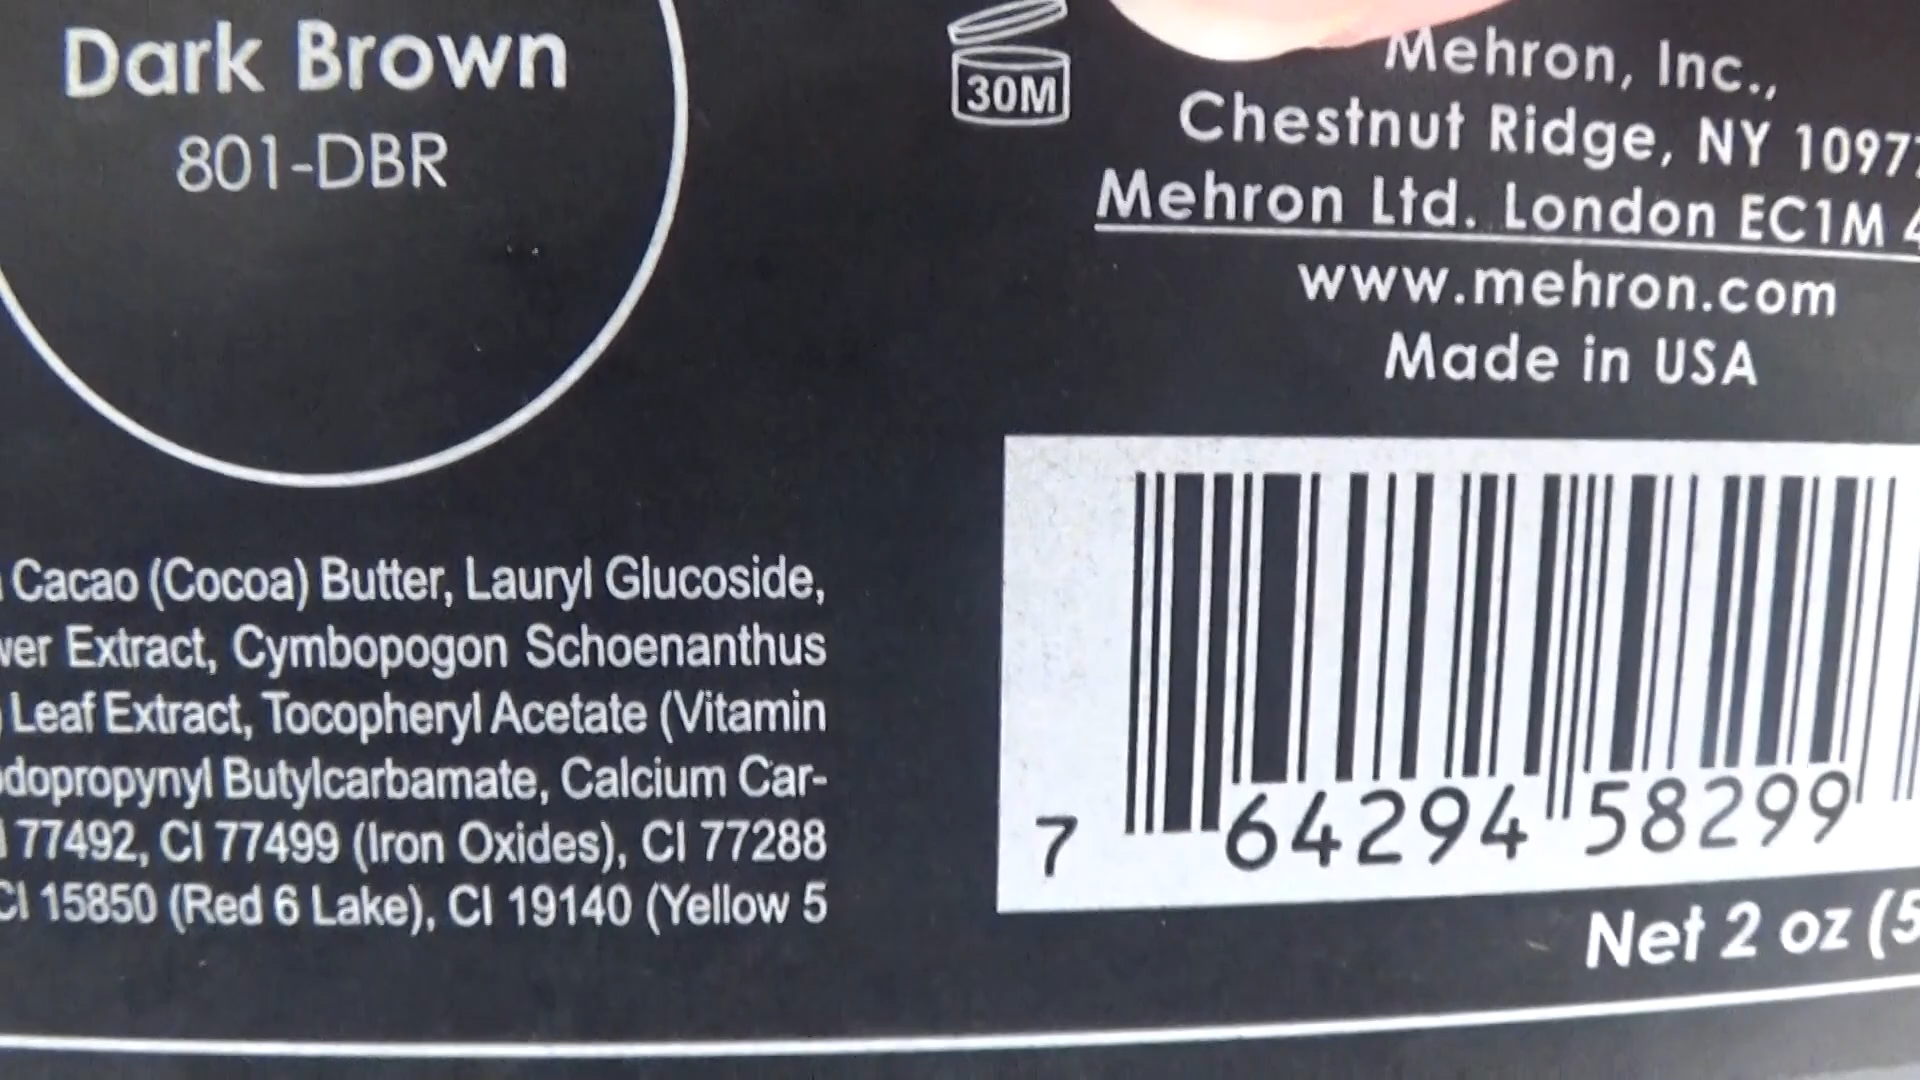 Dark Brown
801-DBR
30M
Mehron, Inc.,
Chestnut Ridge, NY 1097
Mehron Ltd. London EC1M 4
www.mehron.com
Made in USA
Cacao (Cocoa) Butter, Lauryl Glucoside,
Extract, Cymbopogon Schoenanthus
Leaf Extract, Tocopheryl Acetate (Vitamin
dopropynyl Butylcarbamate, Calcium Car-
77492, CI 77499 (Iron Oxides), CI 77288
CI 15850 (Red 6 Lake), CI 19140 (Yellow 5
7 64294 58299
Net 2 oz (5